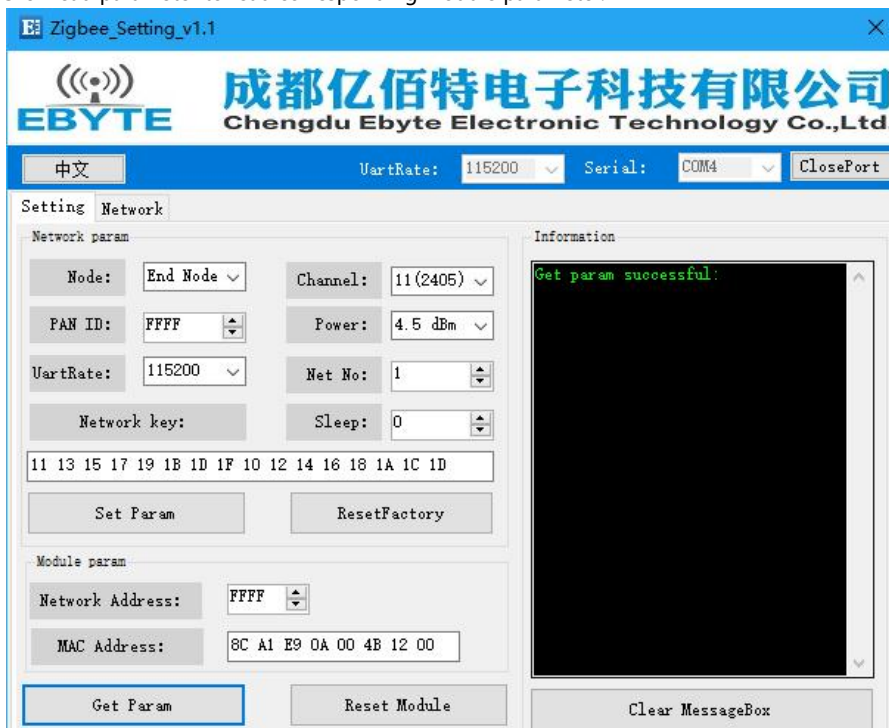 Zigbee_Setting_v1.1
EBYTE
成都亿佰特电子科技有限公司
Chengdu Ebyte Electronic Technology Co.,Ltd
中文 UartRate: 115200 Serial: COM4 ClosePort
Setting Network
Network param
Node: End Node Channel: 11(2405)
PAN ID: FFFF Power: 4.5 dBm
UartRate: 115200 Net No: 1
Network key: Sleep: 0
11 13 15 17 19 1B 1D 1F 10 12 14 16 18 1A 1C 1D
Set Param ResetFactory
Module param
Network Address: FFFF
MAC Address: 8C A1 E9 0A 00 4B 12 00
Get Param Reset Module
Information
Get param successful:
Clear MessageBox